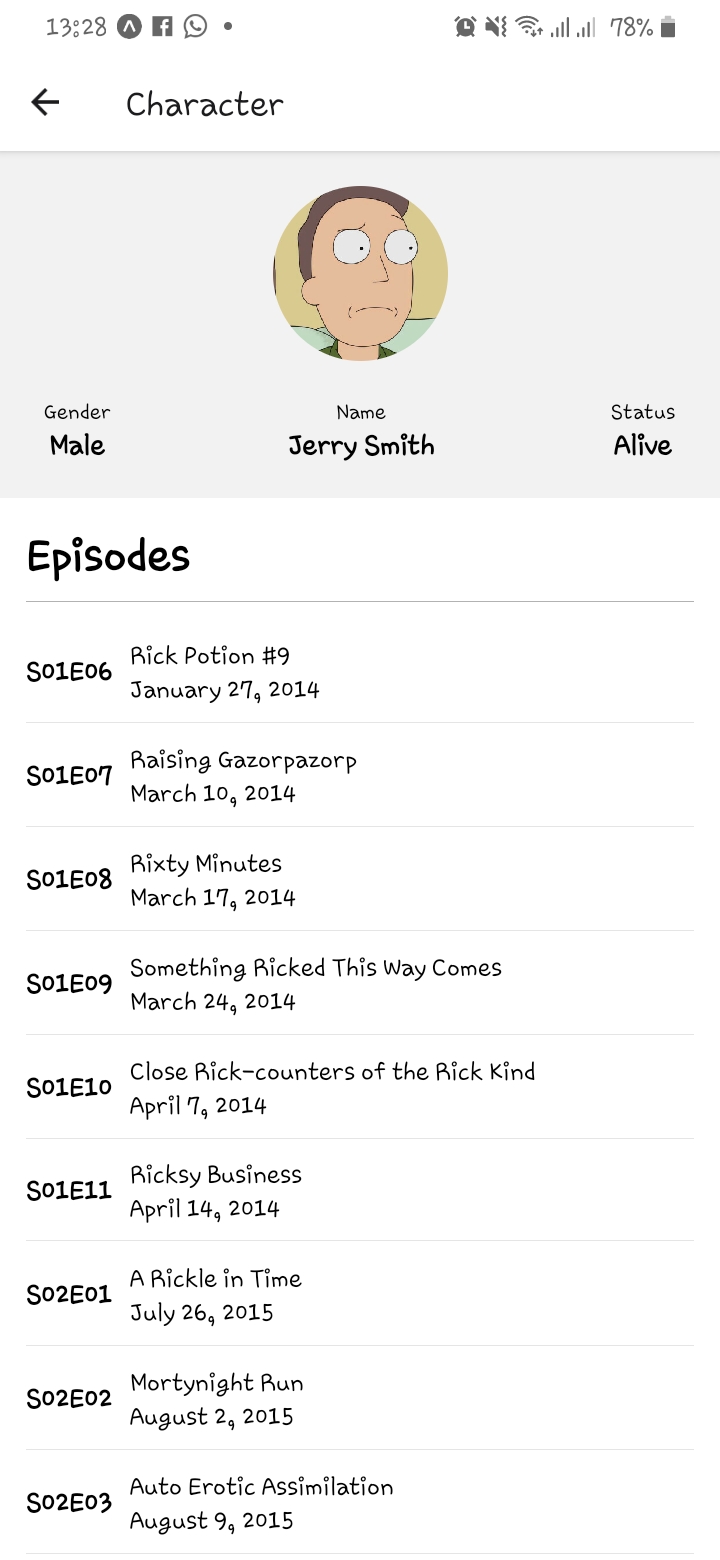 13:28
78%
Character
Gender
Male
Name
Jerry Smith
Status
Alive
Episodes
S01E06
Rick Potion #9
January 27, 2014
S01E07
Raising Gazorpazorp
March 10, 2014
S01E08
Rixty Minutes
March 17, 2014
S01E09
Something Ricked This Way Comes
March 24, 2014
S01E10
Close Rick-counters of the Rick Kind
April 7, 2014
S01E11
Ricksy Business
April 14, 2014
S02E01
A Rickle in Time
July 26, 2015
S02E02
Mortynight Run
August 2, 2015
S02E03
Auto Erotic Assimilation
August 9, 2015